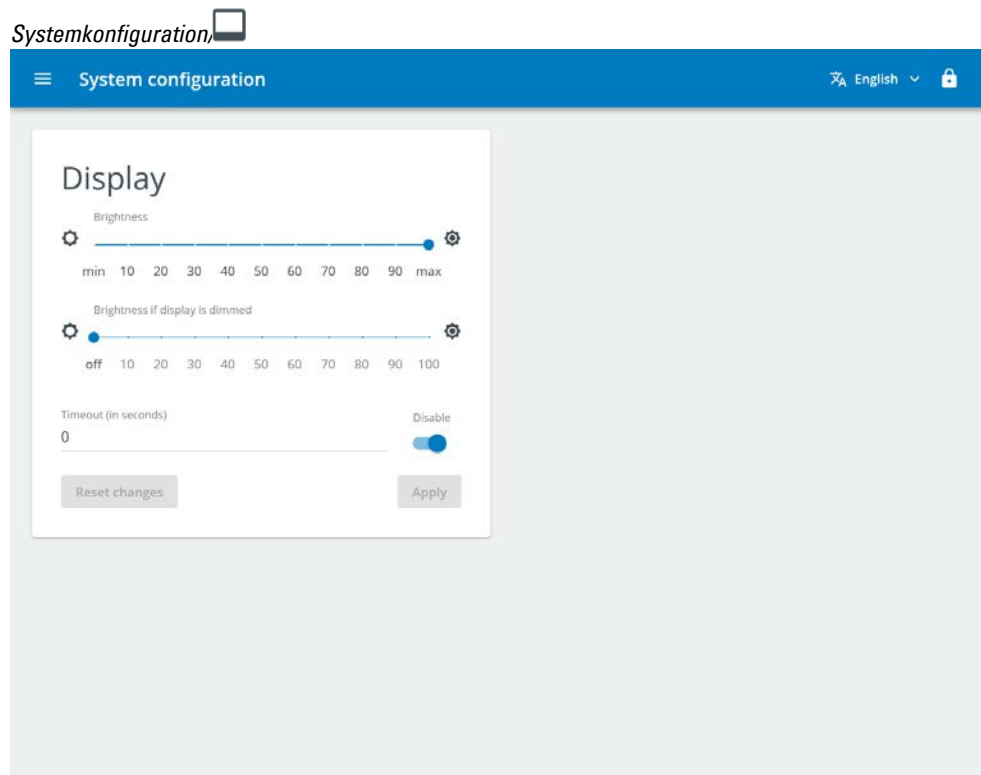 Systemkonfiguration/
System configuration
English
Display
Brightness
min 10 20 30 40 50 60 70 80 90 max
Brightness if display is dimmed
off 10 20 30 40 50 60 70 80 90 100
Timeout (in seconds)
Disable
0
Reset changes
Apply